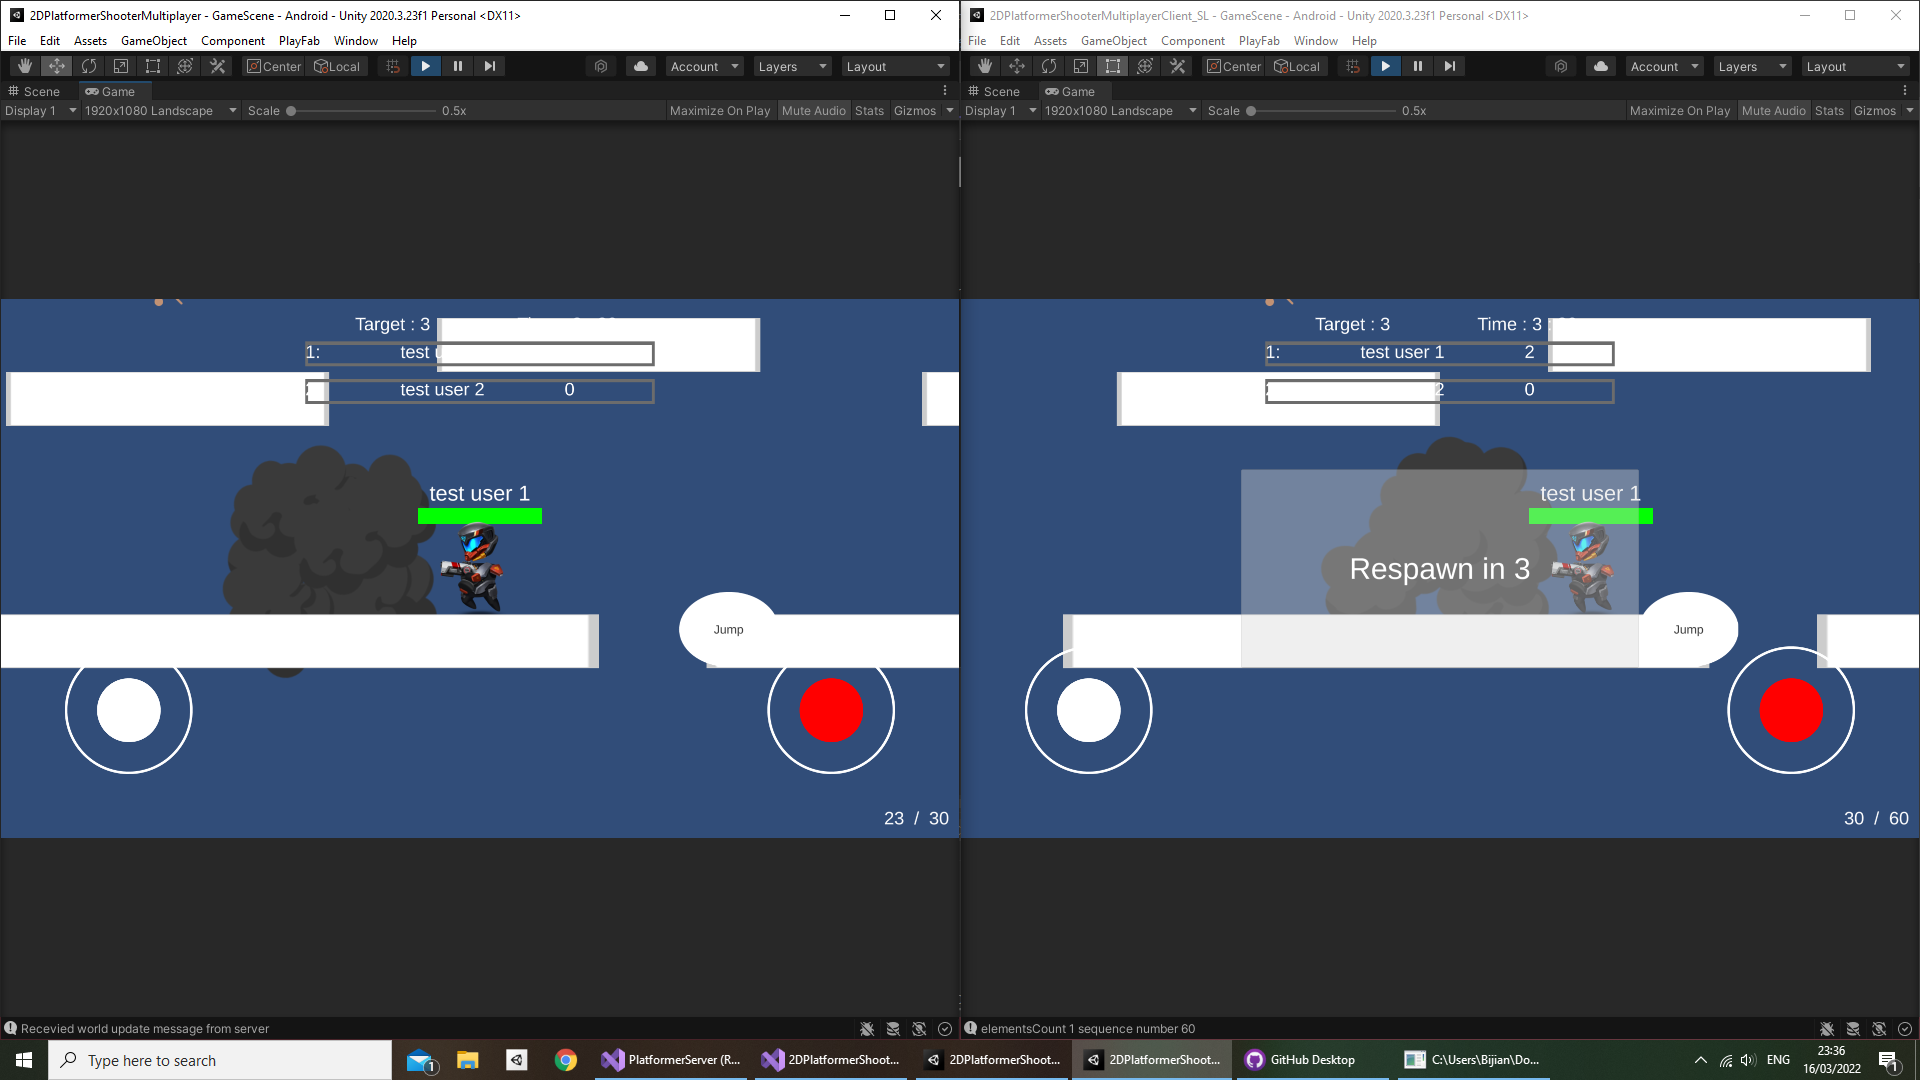 2DPlatformerShooterMultiplayer - GameScene - Android - Unity 2020.3.23f1 Personal <DX11>
File Edit Assets GameObject Component PlayFab Window Help
Center Local Account Layers Layout
Scene Game
Display 1 1920x1080 Landscape Scale 0.5x Maximize On Play Mute Audio Stats Gizmos
Target : 3
1: test u
test user 2 0
test user 1
Jump
23 / 30
Recevied world update message from server
2DPlatformerShooterMultiplayerClient_SL - GameScene - Android - Unity 2020.3.23f1 Personal <DX11>
File Edit Assets GameObject Component PlayFab Window Help
Center Local Account Layers Layout
Scene Game
Display 1 1920x1080 Landscape Scale 0.5x Maximize On Play Mute Audio Stats Gizmos
Target : 3 Time : 3
1: test user 1 2
2 0
test user 1
Respawn in 3
Jump
30 / 60
elementsCount 1 sequence number 60
Type here to search
1
PlatformerServer (R...
2DPlatformerShoot...
2DPlatformerShoot...
2DPlatformerShoot...
GitHub Desktop
C:\Users\Bijian\Do...
ENG
23:36
16/03/2022
1